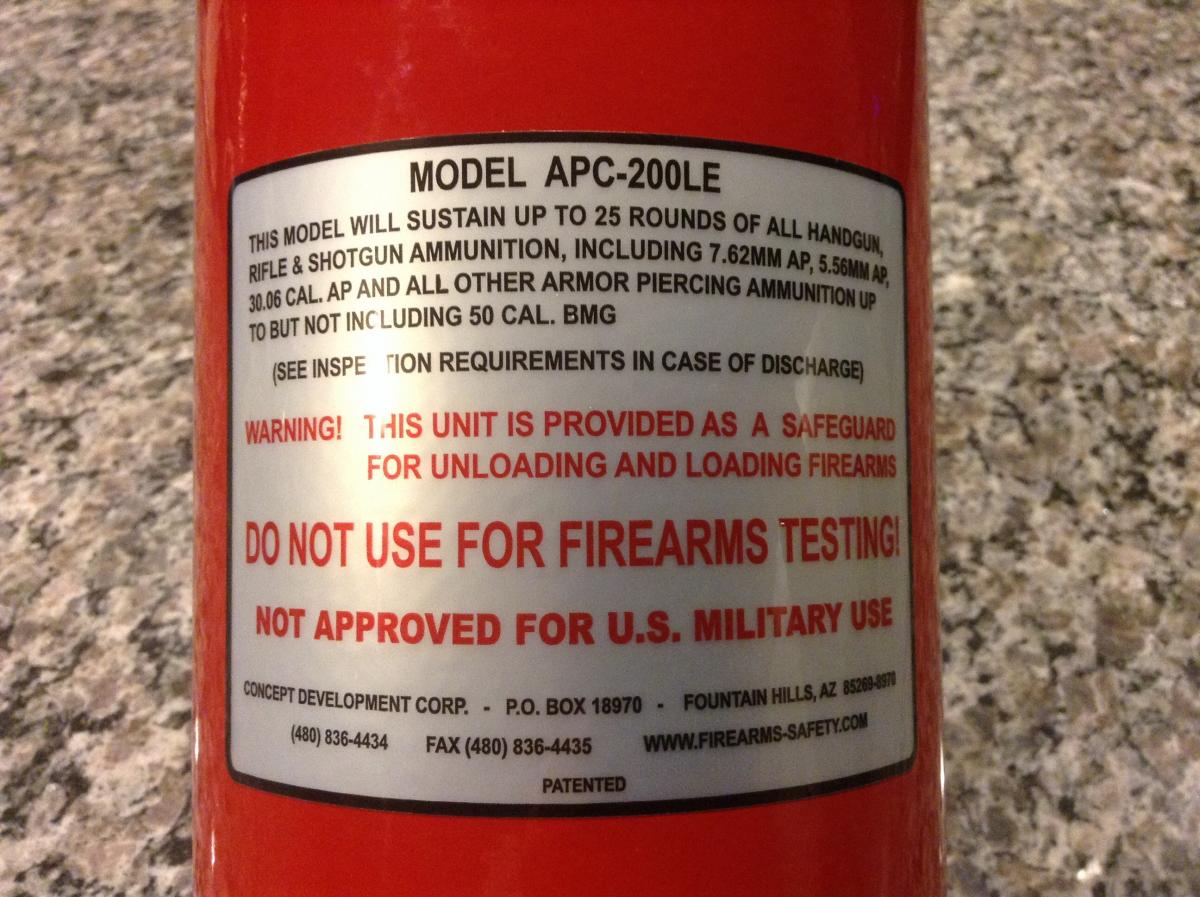 MODEL APC-200LE
THIS MODEL WILL SUSTAIN UP TO 25 ROUNDS OF ALL HANDGUN,
RIFLE & SHOTGUN AMMUNITION, INCLUDING 7.62MM AP, 5.56MM AP,
30.06 CAL. AP AND ALL OTHER ARMOR PIERCING AMMUNITION UP
TO BUT NOT INCLUDING 50 CAL. BMG
(SEE INSPECTION REQUIREMENTS IN CASE OF DISCHARGE)
WARNING! THIS UNIT IS PROVIDED AS A SAFEGUARD
FOR UNLOADING AND LOADING FIREARMS
DO NOT USE FOR FIREARMS TESTING!
NOT APPROVED FOR U.S. MILITARY USE
CONCEPT DEVELOPMENT CORP. - P.O. BOX 18970 - FOUNTAIN HILLS, AZ 85269-8970
(480) 836-4434 FAX (480) 836-4435 WWW.FIREARMS-SAFETY.COM
PATENTED